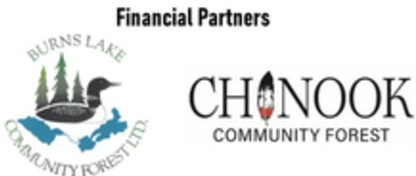 Financial Partners
BURNS LAKE
COMMUNITY FOREST LTD.
CHINOOK
COMMUNITY FOREST